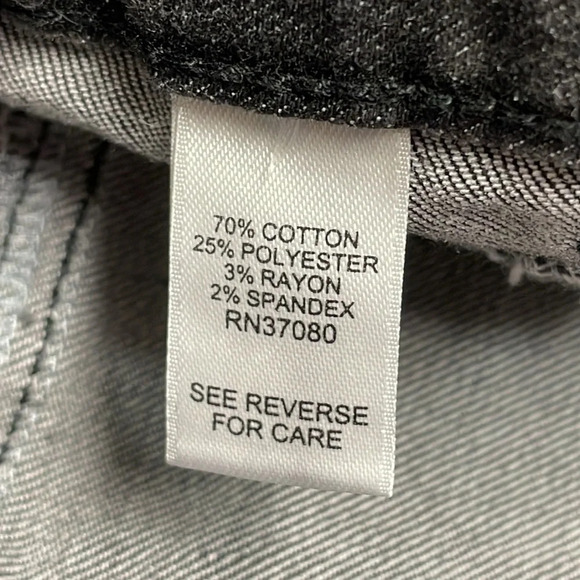 70% COTTON
25% POLYESTER
3% RAYON
2% SPANDEX
RN37080
SEE REVERSE
FOR CARE